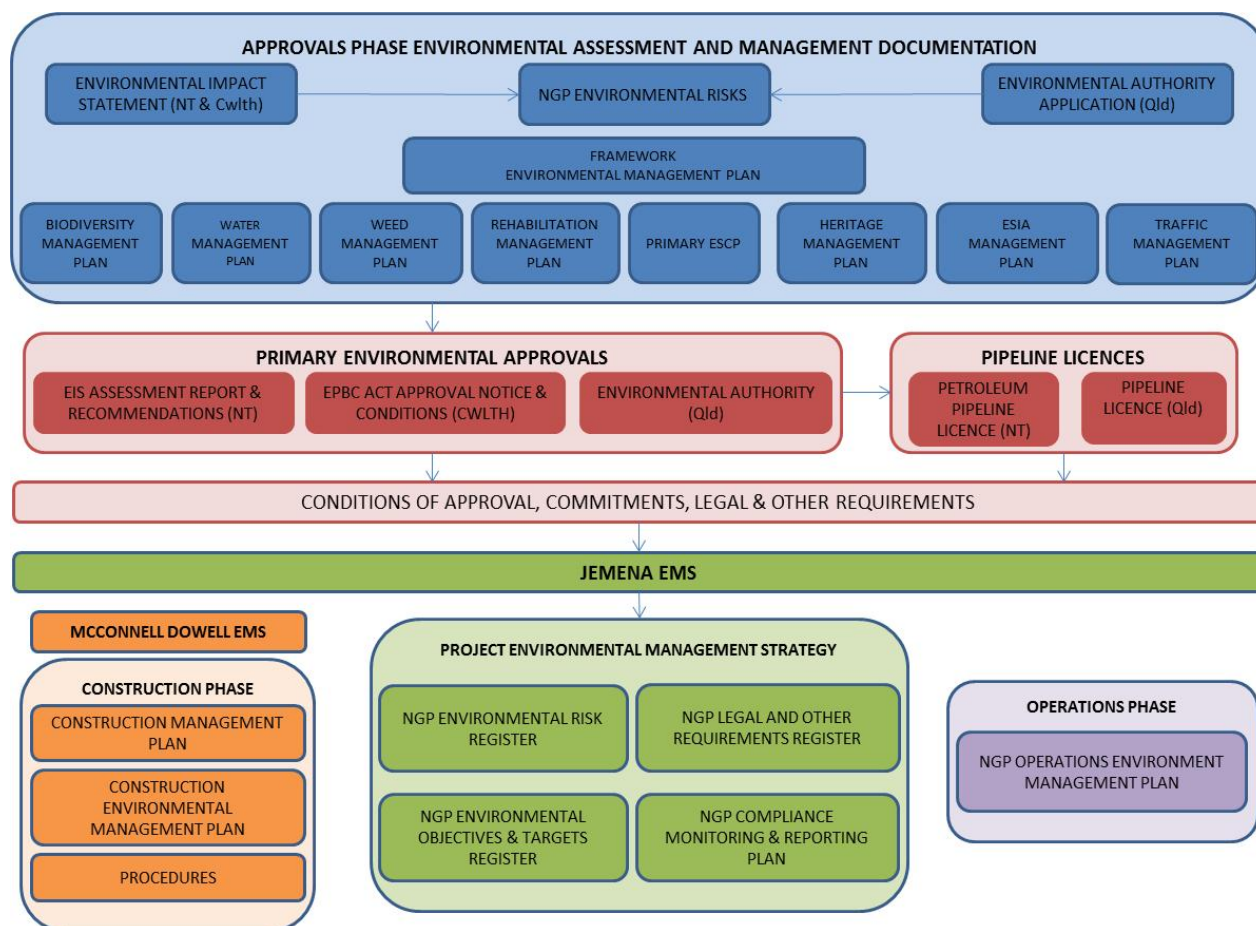 APPROVALS PHASE ENVIRONMENTAL ASSESSMENT AND MANAGEMENT DOCUMENTATION
ENVIRONMENTAL IMPACT
STATEMENT (NT & Cwlth)
NGP ENVIRONMENTAL RISKS
ENVIRONMENTAL AUTHORITY
APPLICATION (Qld)
FRAMEWORK
ENVIRONMENTAL MANAGEMENT PLAN
BIODIVERSITY
MANAGEMENT
PLAN
WATER
MANAGEMENT
PLAN
WEED
MANAGEMENT
PLAN
REHABILITATION
MANAGEMENT
PLAN
PRIMARY ESCP
HERITAGE
MANAGEMENT
PLAN
ESIA
MANAGEMENT
PLAN
TRAFFIC
MANAGEMENT
PLAN
PRIMARY ENVIRONMENTAL APPROVALS
EIS ASSESSMENT REPORT &
RECOMMENDATIONS (NT)
EPBC ACT APPROVAL NOTICE &
CONDITIONS (CWLTH)
ENVIRONMENTAL AUTHORITY
(Qld)
PIPELINE LICENCES
PETROLEUM
PIPELINE
LICENCE (NT)
PIPELINE
LICENCE (Qld)
CONDITIONS OF APPROVAL, COMMITMENTS, LEGAL & OTHER REQUIREMENTS
JEMENA EMS
MCCONNELL DOWELL EMS
CONSTRUCTION PHASE
CONSTRUCTION MANAGEMENT
PLAN
CONSTRUCTION
ENVIRONMENTAL
MANAGEMENT PLAN
PROCEDURES
PROJECT ENVIRONMENTAL MANAGEMENT STRATEGY
NGP ENVIRONMENTAL RISK
REGISTER
NGP LEGAL AND OTHER
REQUIREMENTS REGISTER
NGP ENVIRONMENTAL
OBJECTIVES & TARGETS
REGISTER
NGP COMPLIANCE
MONITORING & REPORTING
PLAN
OPERATIONS PHASE
NGP OPERATIONS ENVIRONMENT
MANAGEMENT PLAN